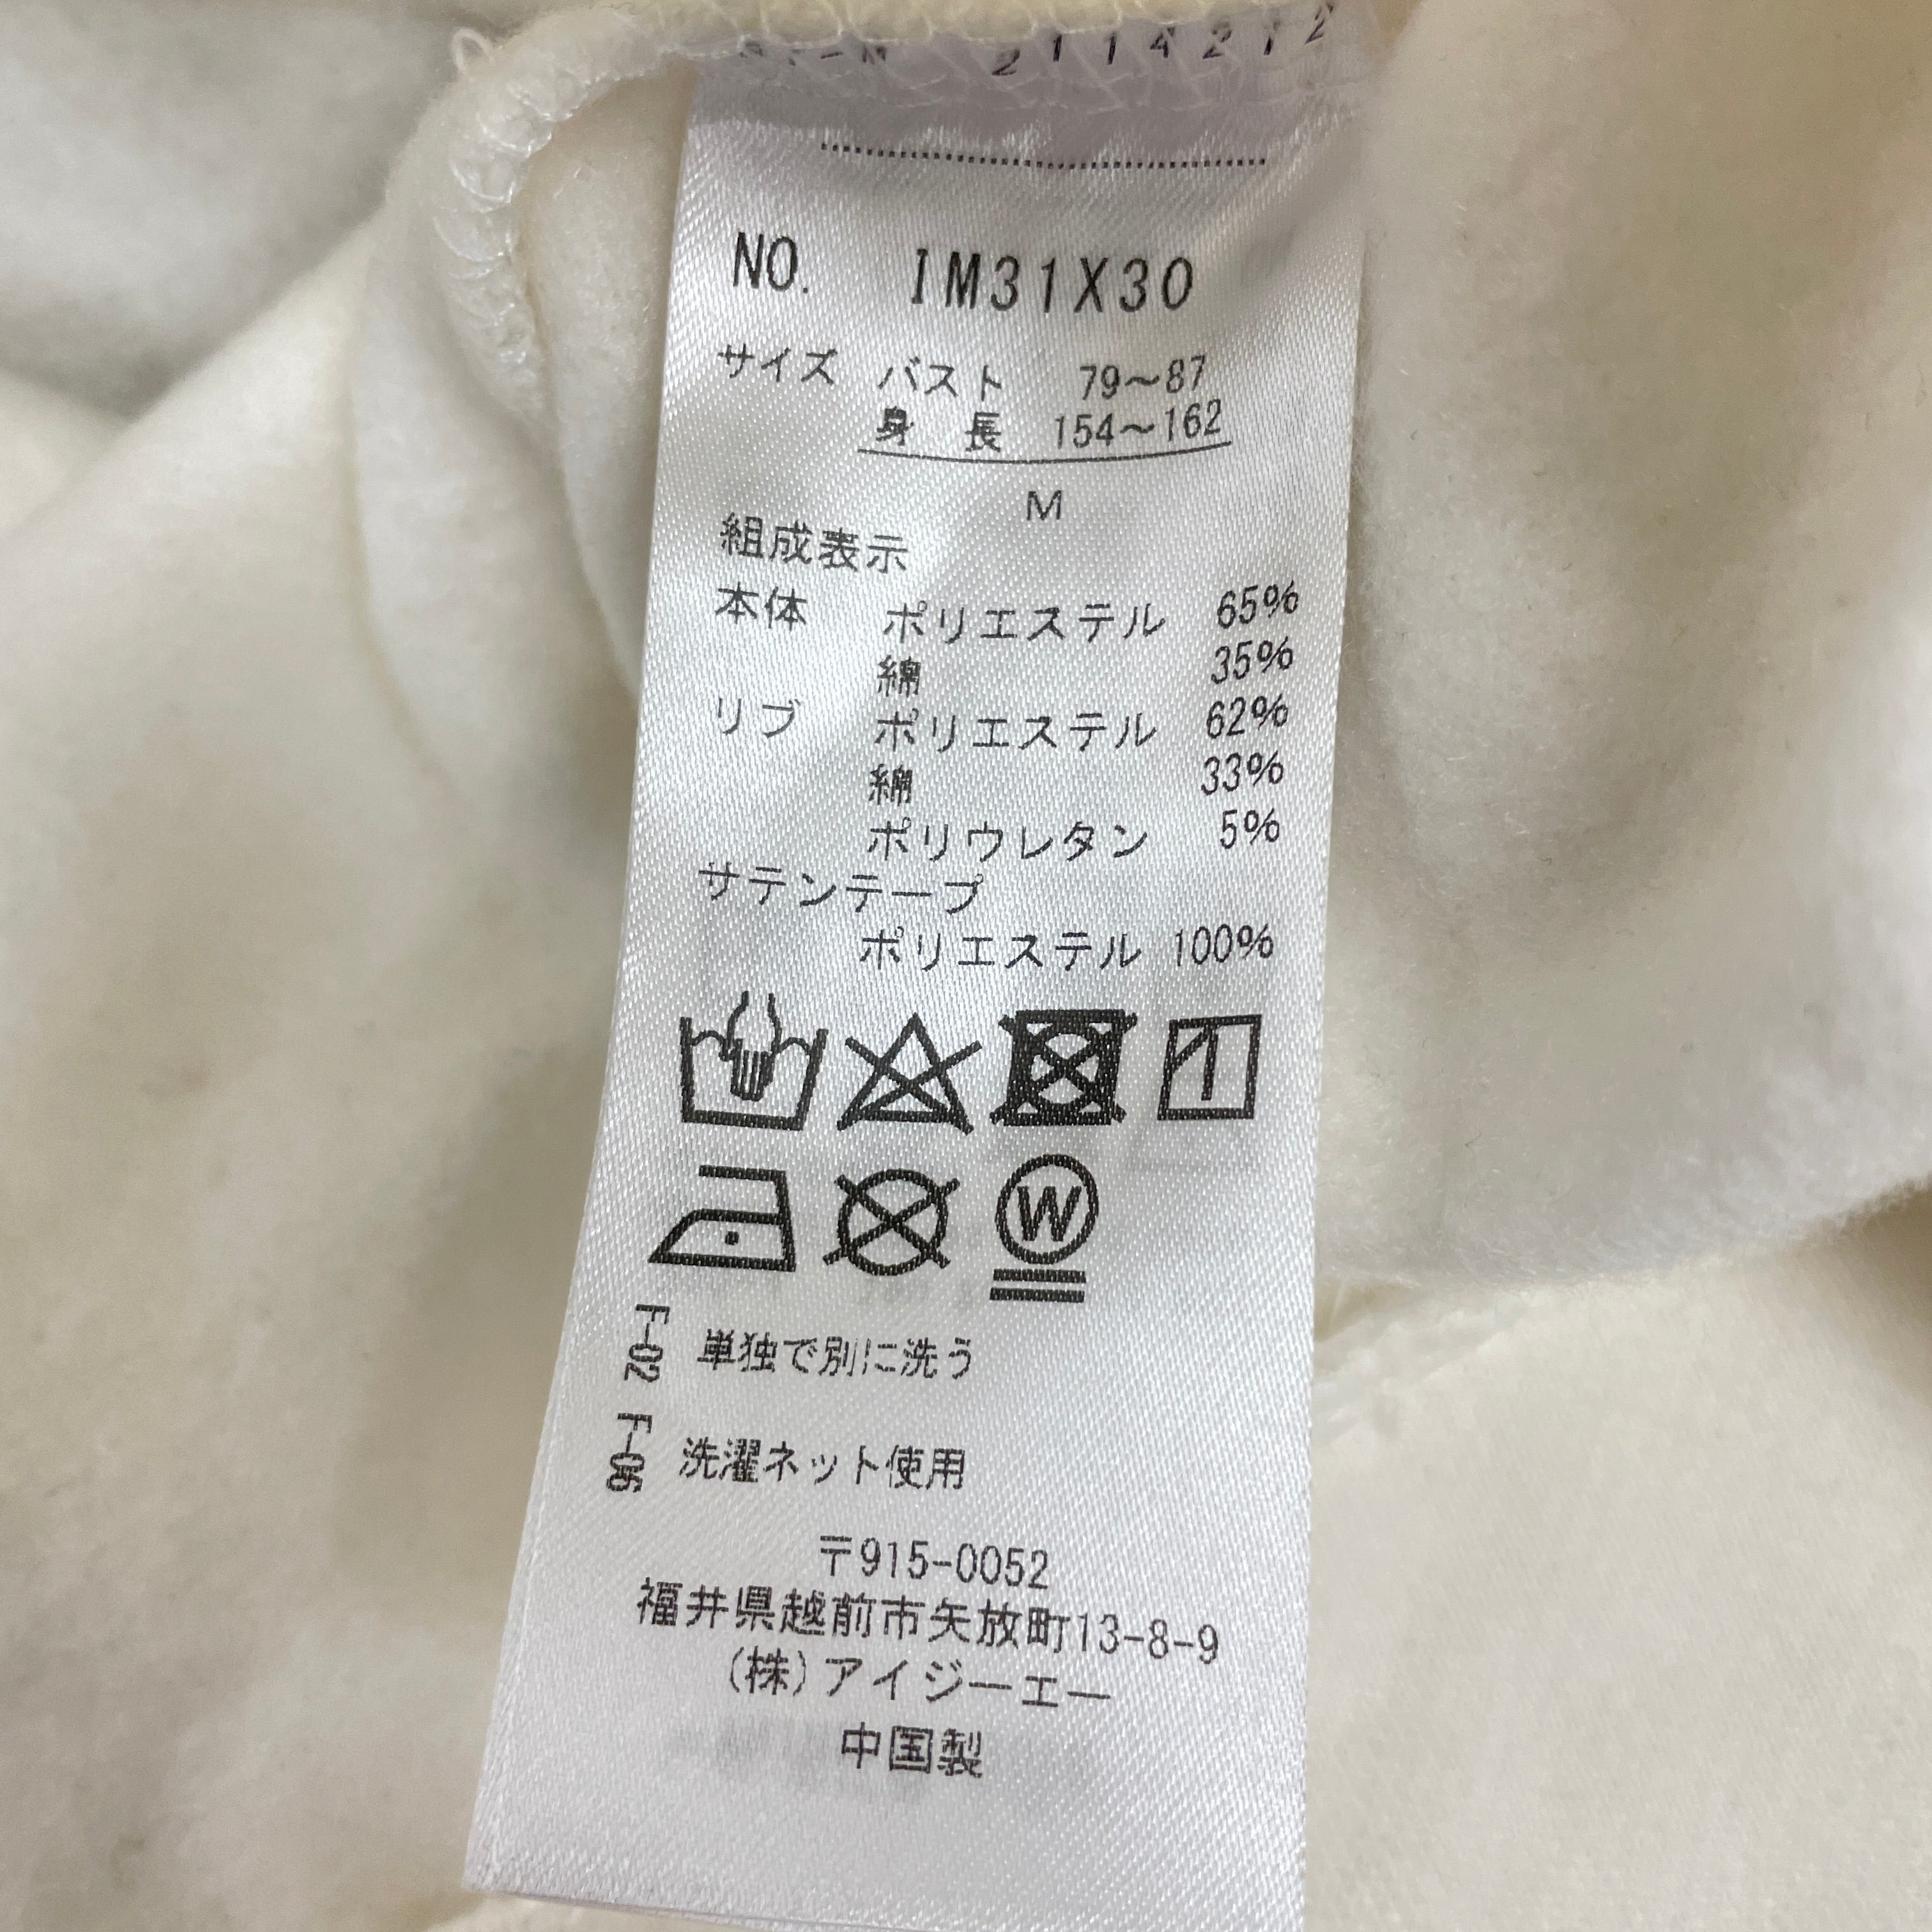 2114212
NO. IM31X30
サイズ バスト 79～87
身長 154～162
M
組成表示
本体 ポリエステル 65%
綿 35%
リブ ポリエステル 62%
綿 33%
ポリウレタン 5%
サテンテープ
ポリエステル 100%
W
F-02 単独で別に洗う
F-06 洗濯ネット使用
〒915-0052
福井県越前市矢放町13-8-9
(株)アイジーエー
中国製